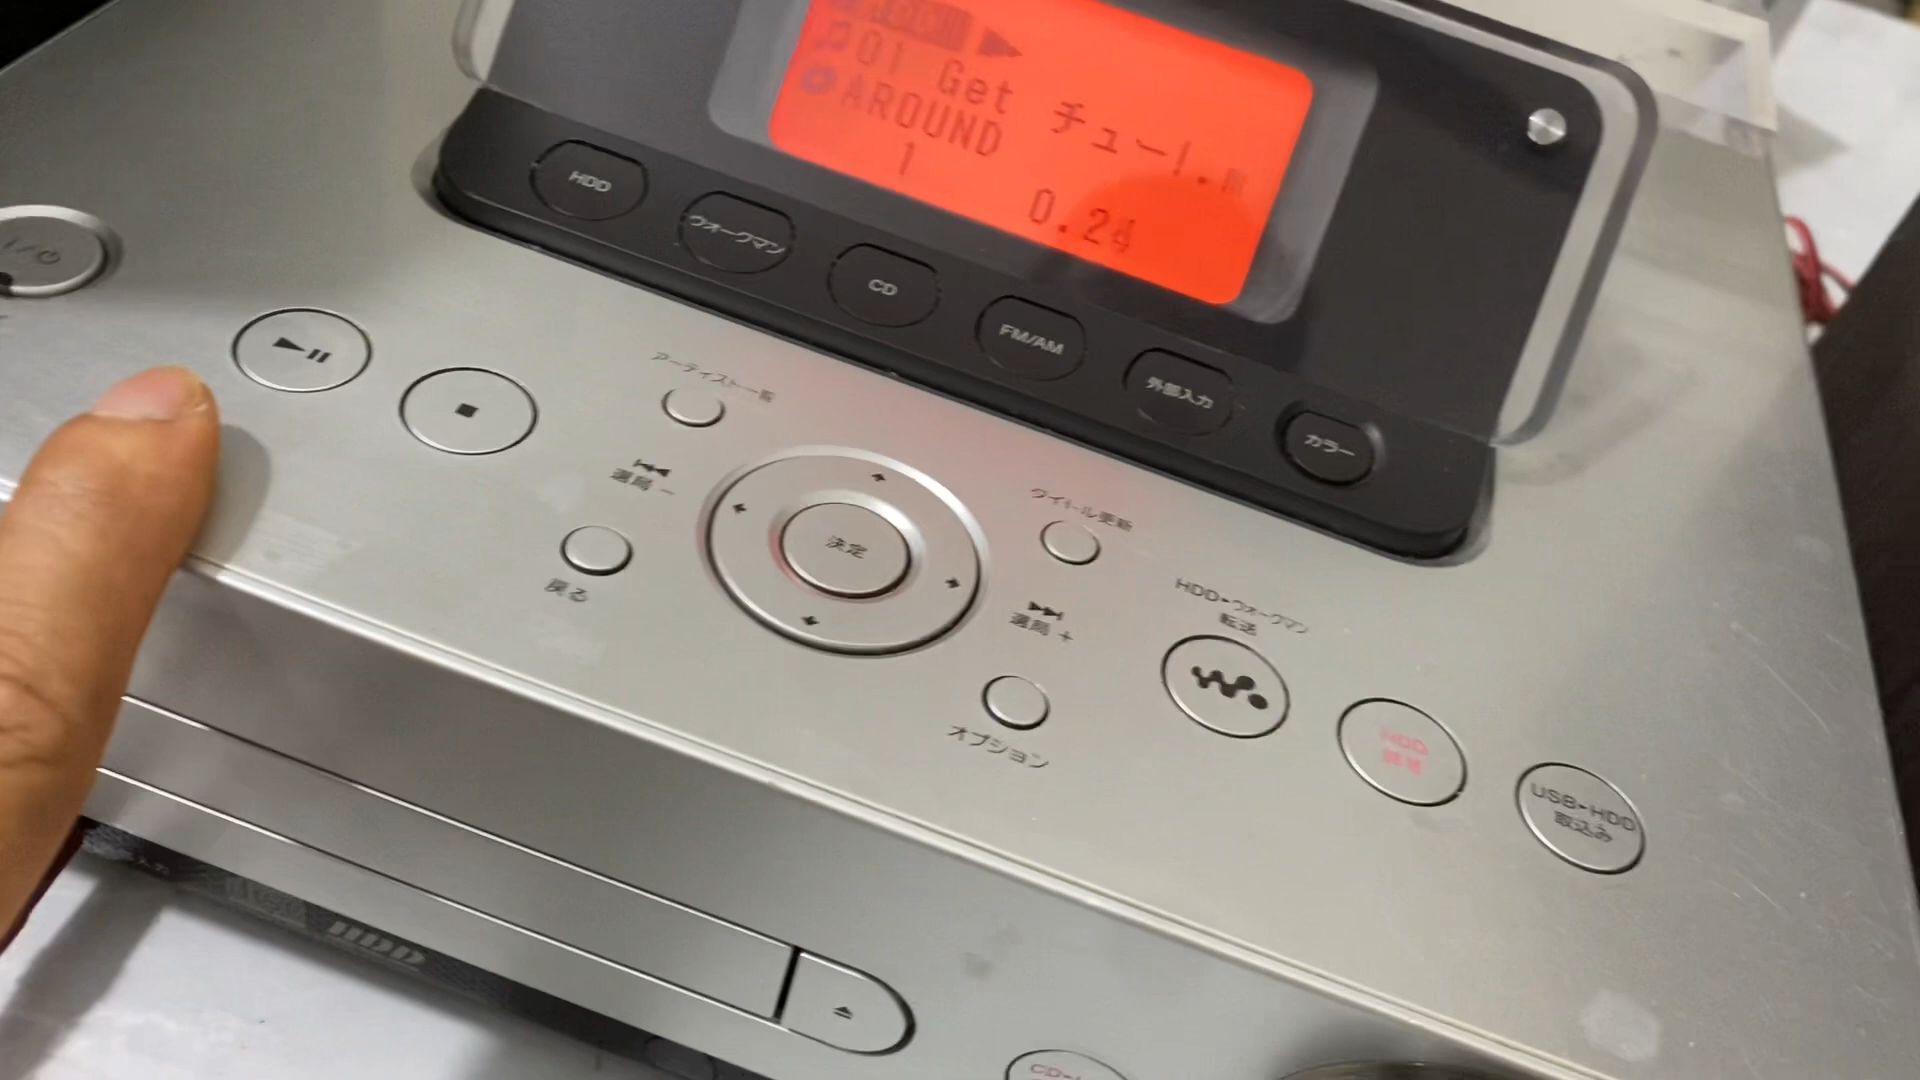 01 Get チュー!.
AROUND
1 0.24
HDD
ウォークマン
CD
FM/AM
外部入力
カラー
アーティスト一覧
選局 −
戻る
決定
タイトル更新
選局 +
オプション
HDD▸ウォークマン
転送
HDD
録音
USB▸HDD
取込み
HDD